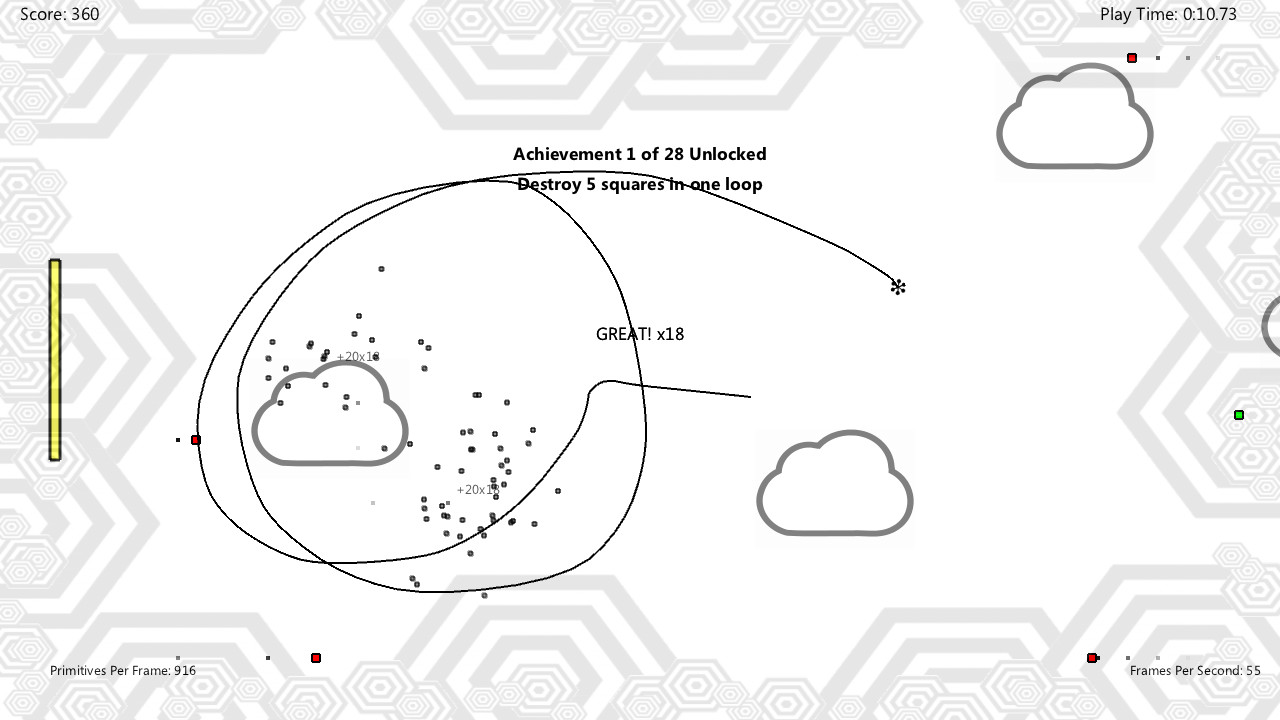 Score: 360
Play Time: 0:10.73
Achievement 1 of 28 Unlocked
Destroy 5 squares in one loop
GREAT! x18
+20x18
+20x18
Primitives Per Frame: 916
Frames Per Second: 55